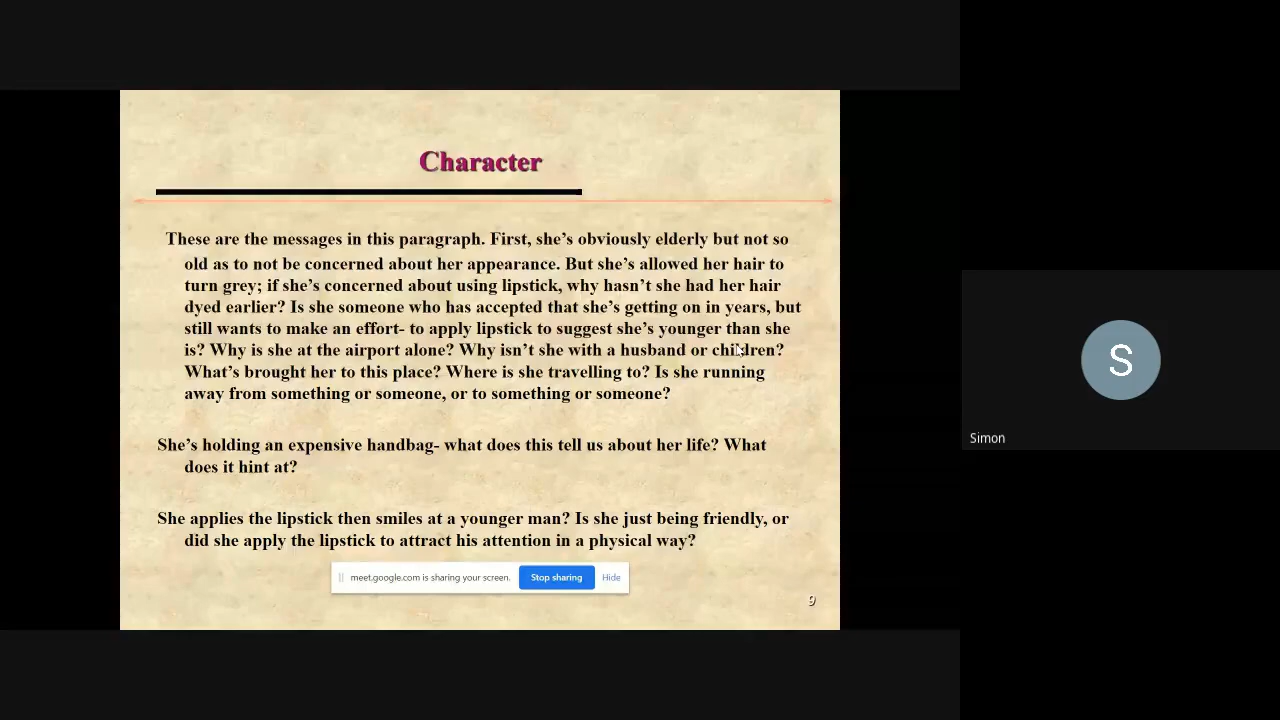 Character
These are the messages in this paragraph. First, she's obviously elderly but not so
old as to not be concerned about her appearance. But she's allowed her hair to
turn grey; if she's concerned about using lipstick, why hasn't she had her hair
dyed earlier? Is she someone who has accepted that she's getting on in years, but
still wants to make an effort- to apply lipstick to suggest she's younger than she
is? Why is she at the airport alone? Why isn't she with a husband or children?
What's brought her to this place? Where is she travelling to? Is she running
away from something or someone, or to something or someone?
She's holding an expensive handbag- what does this tell us about her life? What
does it hint at?
She applies the lipstick then smiles at a younger man? Is she just being friendly, or
did she apply the lipstick to attract his attention in a physical way?
meet.google.com is sharing your screen. Stop sharing Hide
9
S
Simon